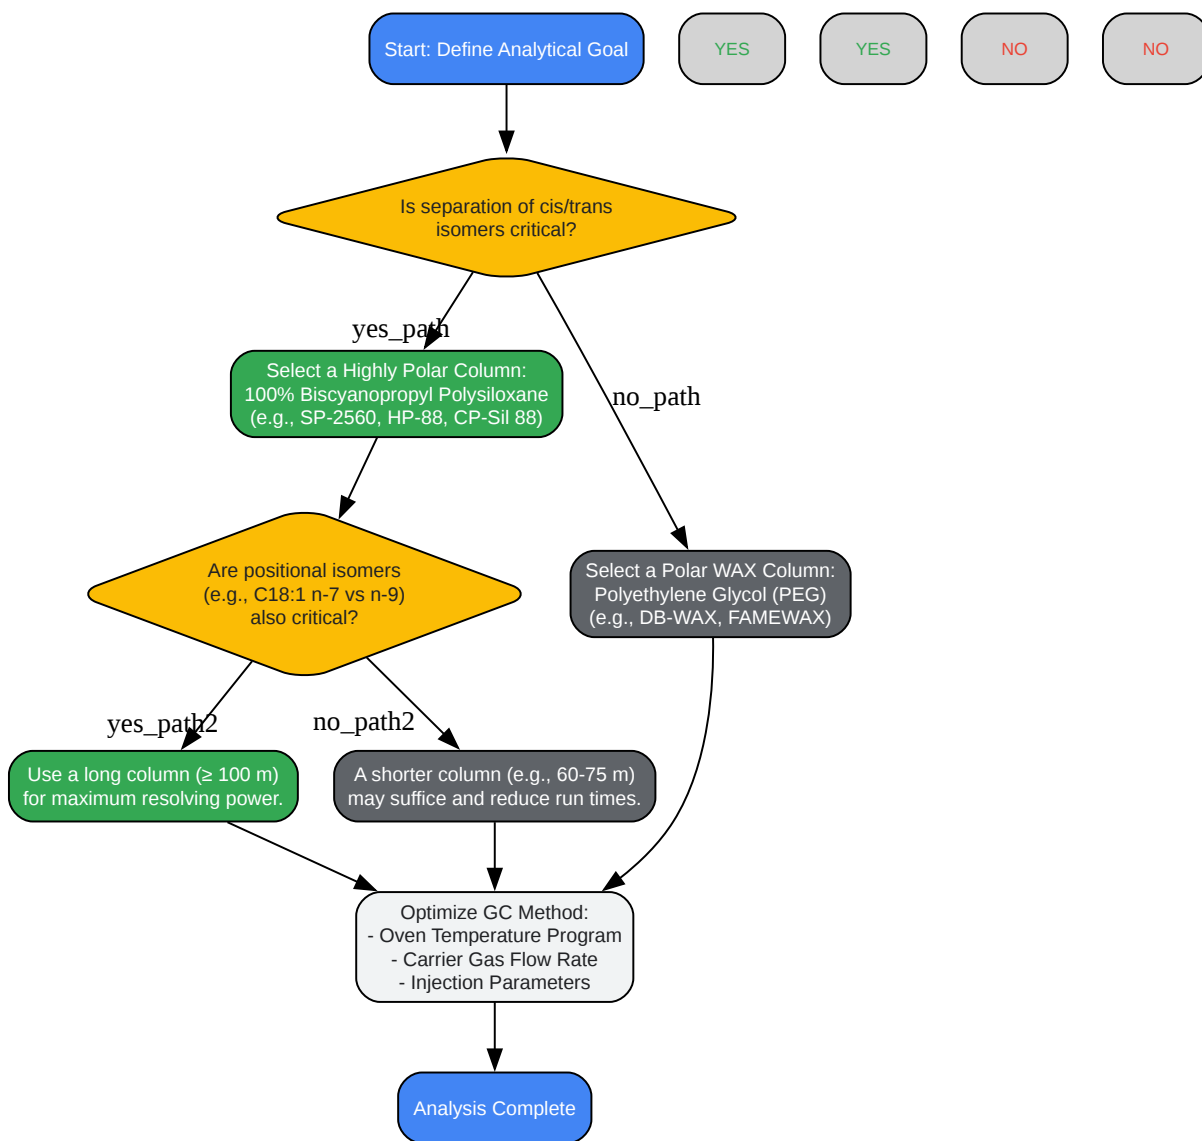 Start: Define Analytical Goal
YES
YES
NO
NO
Is separation of cis/trans
isomers critical?
yes_path
no_path
Select a Highly Polar Column:
100% Biscyanopropyl Polysiloxane
(e.g., SP-2560, HP-88, CP-Sil 88)
Are positional isomers
(e.g., C18:1 n-7 vs n-9)
also critical?
Select a Polar WAX Column:
Polyethylene Glycol (PEG)
(e.g., DB-WAX, FAMEWAX)
yes_path2
no_path2
Use a long column (≥ 100 m)
for maximum resolving power.
A shorter column (e.g., 60-75 m)
may suffice and reduce run times.
Optimize GC Method:
- Oven Temperature Program
- Carrier Gas Flow Rate
- Injection Parameters
Analysis Complete